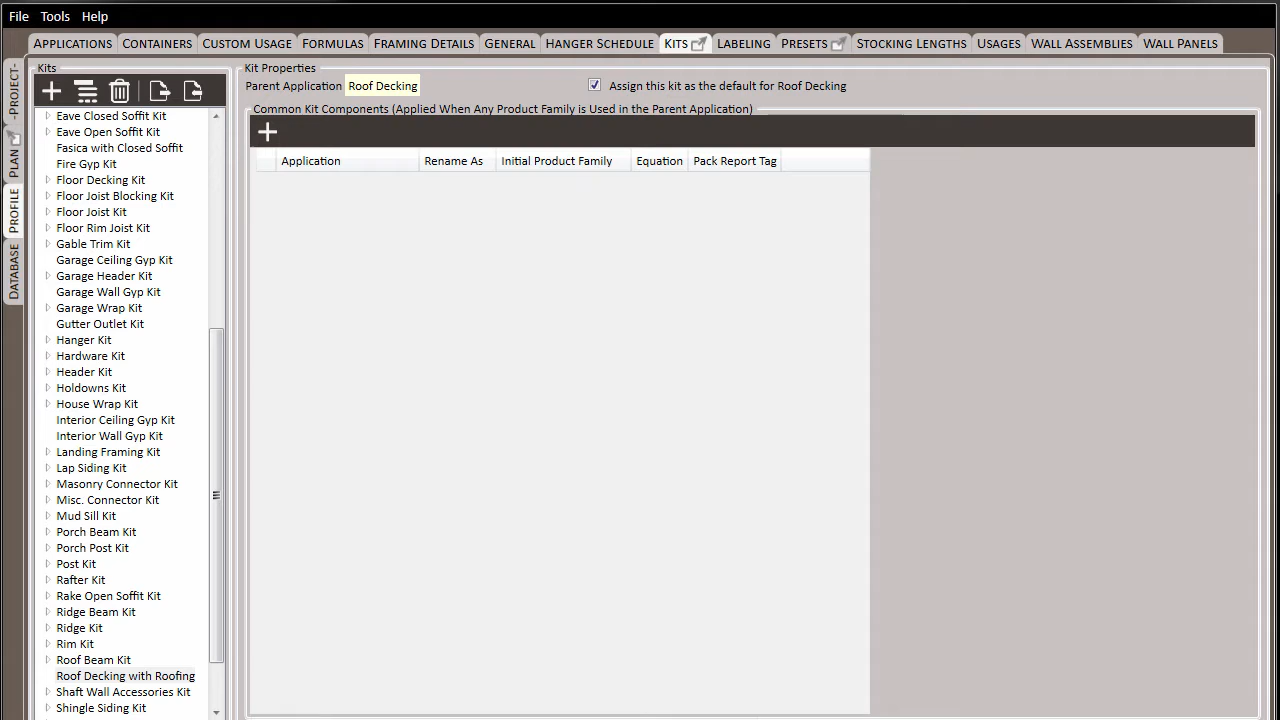 File Tools Help
APPLICATIONS CONTAINERS CUSTOM USAGE FORMULAS FRAMING DETAILS GENERAL HANGER SCHEDULE KITS LABELING PRESETS STOCKING LENGTHS USAGES WALL ASSEMBLIES WALL PANELS
-PROJECT-
PLAN
PROFILE
DATABASE
Kits
Eave Closed Soffit Kit
Eave Open Soffit Kit
Fasica with Closed Soffit
Fire Gyp Kit
Floor Decking Kit
Floor Joist Blocking Kit
Floor Joist Kit
Floor Rim Joist Kit
Gable Trim Kit
Garage Ceiling Gyp Kit
Garage Header Kit
Garage Wall Gyp Kit
Garage Wrap Kit
Gutter Outlet Kit
Hanger Kit
Hardware Kit
Header Kit
Holdowns Kit
House Wrap Kit
Interior Ceiling Gyp Kit
Interior Wall Gyp Kit
Landing Framing Kit
Lap Siding Kit
Masonry Connector Kit
Misc. Connector Kit
Mud Sill Kit
Porch Beam Kit
Porch Post Kit
Post Kit
Rafter Kit
Rake Open Soffit Kit
Ridge Beam Kit
Ridge Kit
Rim Kit
Roof Beam Kit
Roof Decking with Roofing
Shaft Wall Accessories Kit
Shingle Siding Kit
Kit Properties
Parent Application Roof Decking Assign this kit as the default for Roof Decking
Common Kit Components (Applied When Any Product Family is Used in the Parent Application)
Application Rename As Initial Product Family Equation Pack Report Tag